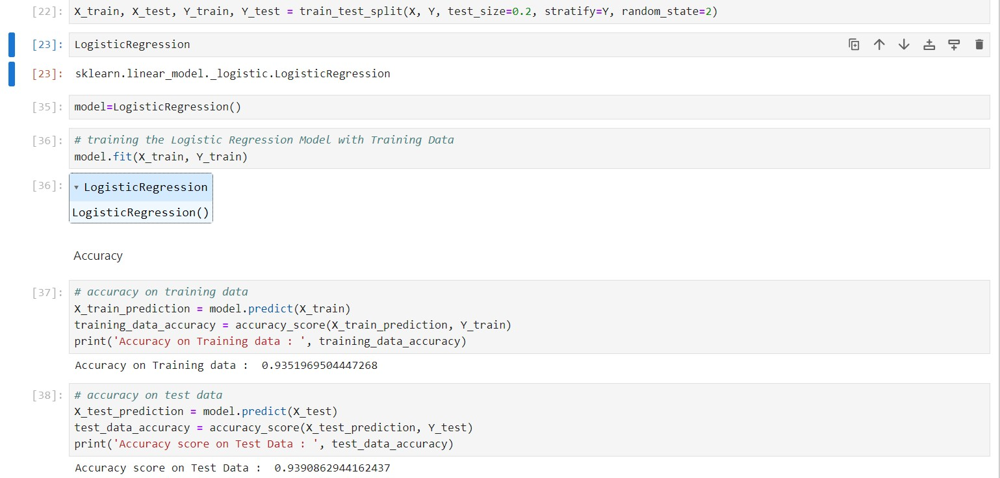 [22]: X_train, X_test, Y_train, Y_test = train_test_split(X, Y, test_size=0.2, stratify=Y, random_state=2)
[23]: LogisticRegression
[23]: sklearn.linear_model._logistic.LogisticRegression
[35]: model=LogisticRegression()
[36]: # training the Logistic Regression Model with Training Data
model.fit(X_train, Y_train)
[36]: ▾ LogisticRegression
LogisticRegression()
Accuracy
[37]: # accuracy on training data
X_train_prediction = model.predict(X_train)
training_data_accuracy = accuracy_score(X_train_prediction, Y_train)
print('Accuracy on Training data : ', training_data_accuracy)
Accuracy on Training data :  0.9351969504447268
[38]: # accuracy on test data
X_test_prediction = model.predict(X_test)
test_data_accuracy = accuracy_score(X_test_prediction, Y_test)
print('Accuracy score on Test Data : ', test_data_accuracy)
Accuracy score on Test Data :  0.9390862944162437